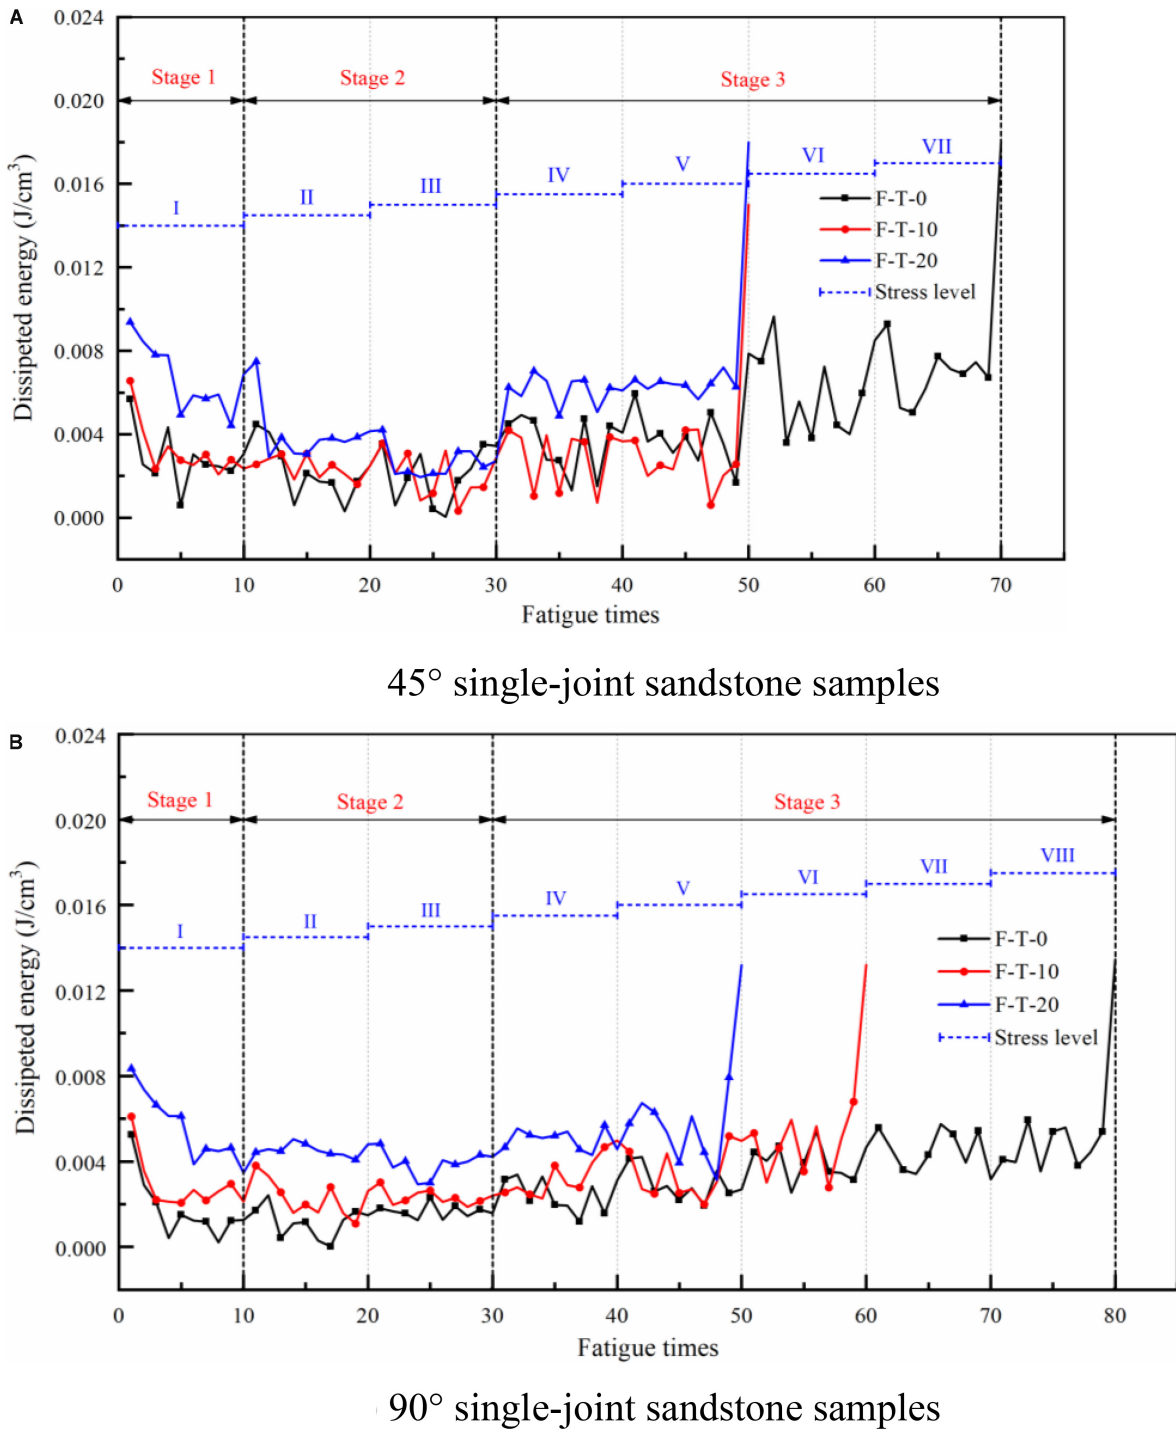 A
0.024
0.020
0.016
0.012
0.008
0.004
0.000
Dissipeted energy (J/cm³)
Stage 1
Stage 2
Stage 3
I
II
III
IV
V
VI
VII
F-T-0
F-T-10
F-T-20
Stress level
0 10 20 30 40 50 60 70
Fatigue times
45° single-joint sandstone samples
B
0.024
0.020
0.016
0.012
0.008
0.004
0.000
Dissipeted energy (J/cm³)
Stage 1
Stage 2
Stage 3
I
II
III
IV
V
VI
VII
VIII
F-T-0
F-T-10
F-T-20
Stress level
0 10 20 30 40 50 60 70 80
Fatigue times
90° single-joint sandstone samples